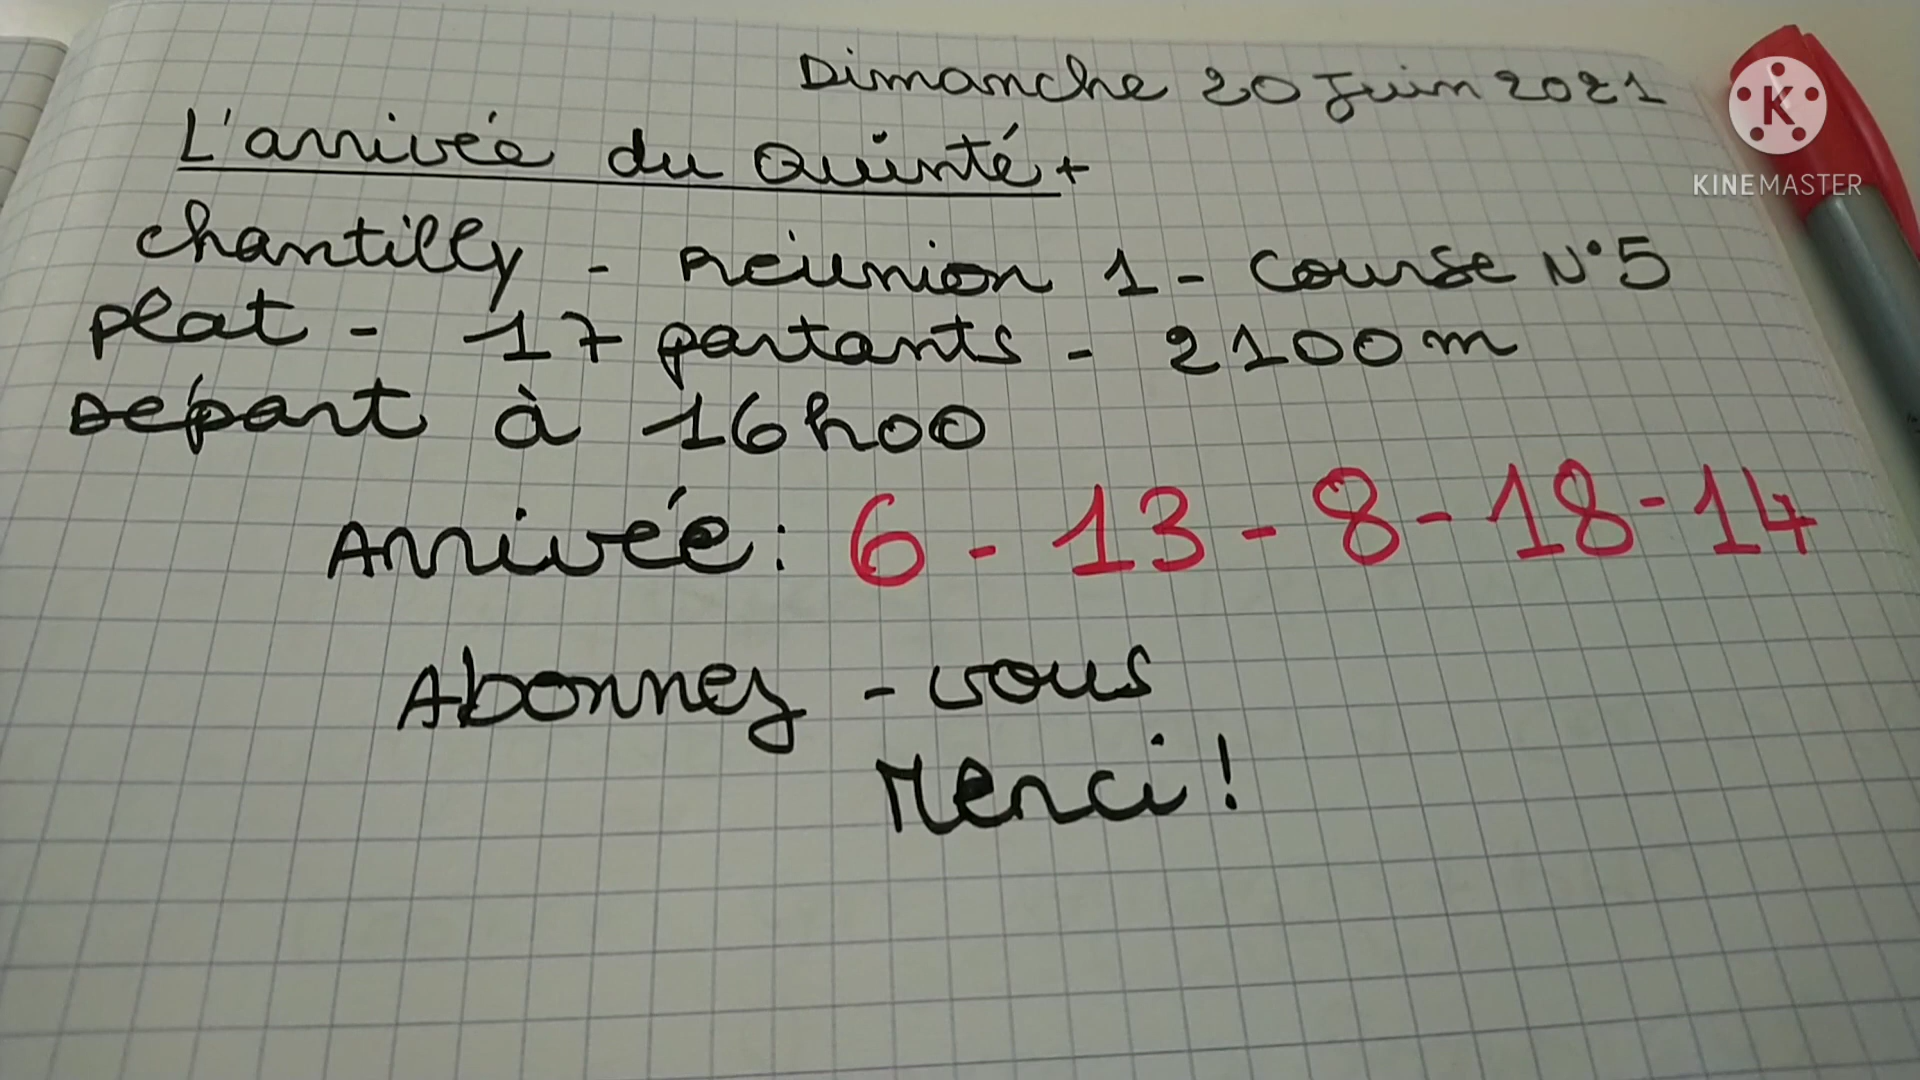 Dimanche 20 Juin 2021
L'arrivée du Quinté+
Chantilly - Réunion 1 - Course N°5
Plat - 17 partants - 2100m
Départ à 16h00
Arrivée : 6 - 13 - 8 - 18 - 14
Abonnez - vous
Merci !
K
KINEMASTER